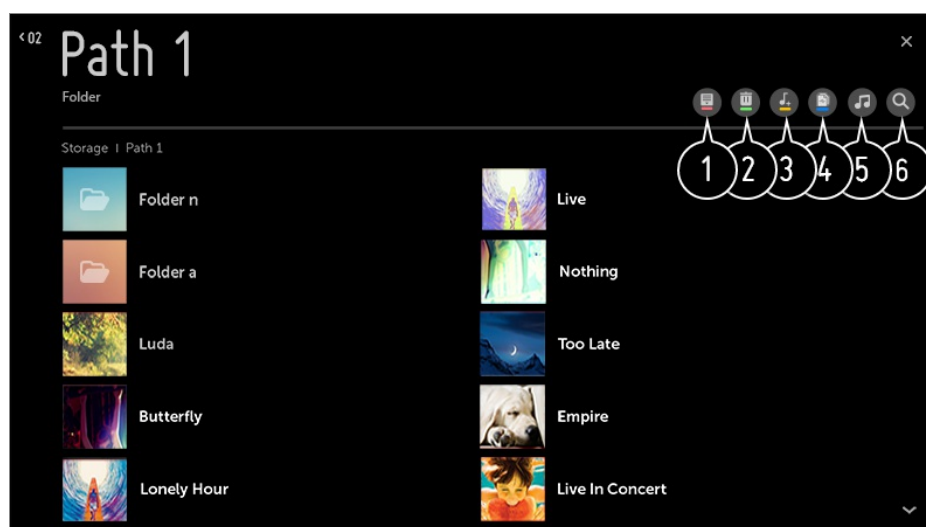 <02
Path 1
Folder
1 2 3 4 5 6
Storage | Path 1
Folder n
Live
Folder a
Nothing
Luda
Too Late
Butterfly
Empire
Lonely Hour
Live In Concert